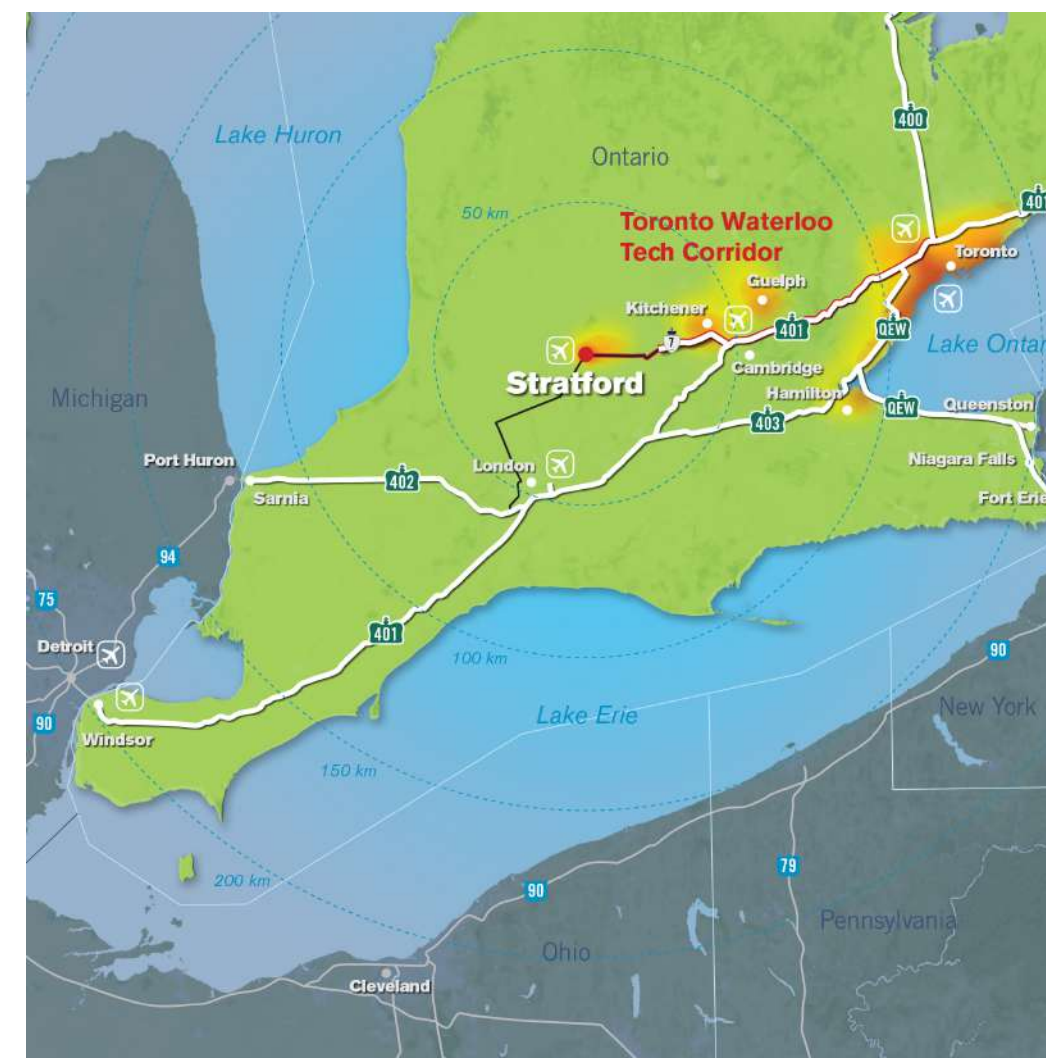 400
Lake Huron
Ontario
401
50 km
Toronto Waterloo
Tech Corridor
Toronto
Guelph
Kitchener
401
QEW
7
Lake Ontar
Cambridge
Stratford
Hamilton
Michigan
QEW
Queenston
403
Port Huron
London
Niagara Falls
402
Sarnia
Fort Erie
94
75
401
Detroit
100 km
90
New York
Lake Erie
90
Windsor
150 km
200 km
90
79
Pennsylvania
Ohio
Cleveland